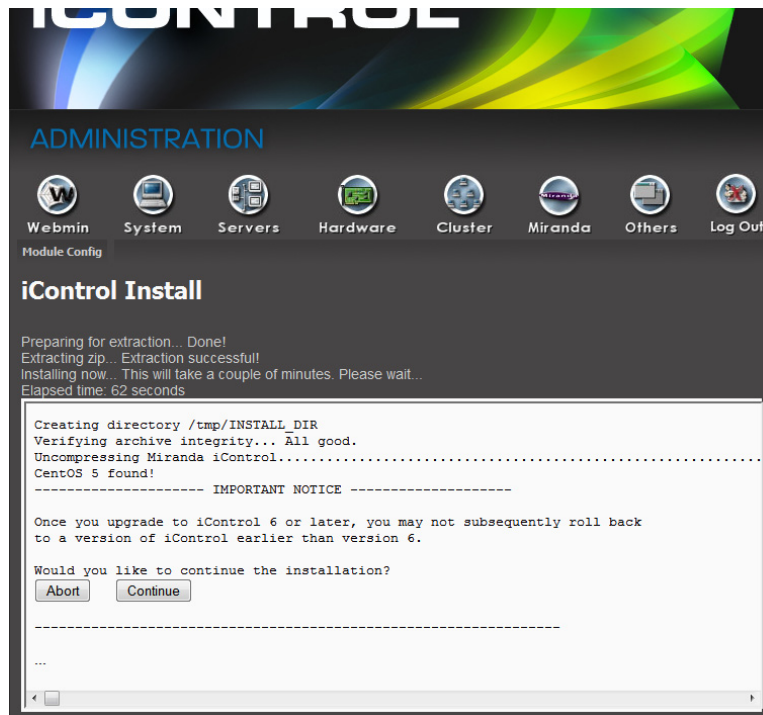 iCONTROL
ADMINISTRATION
Webmin System Servers Hardware Cluster Miranda Others Log Out
Module Config
iControl Install
Preparing for extraction... Done!
Extracting zip... Extraction successful!
Installing now... This will take a couple of minutes. Please wait...
Elapsed time: 62 seconds
Creating directory /tmp/INSTALL_DIR
Verifying archive integrity... All good.
Uncompressing Miranda iControl............................................................
CentOS 5 found!
--------------------- IMPORTANT NOTICE --------------------
Once you upgrade to iControl 6 or later, you may not subsequently roll back
to a version of iControl earlier than version 6.
Would you like to continue the installation?
Abort Continue
-----------------------------------------------------------------
...